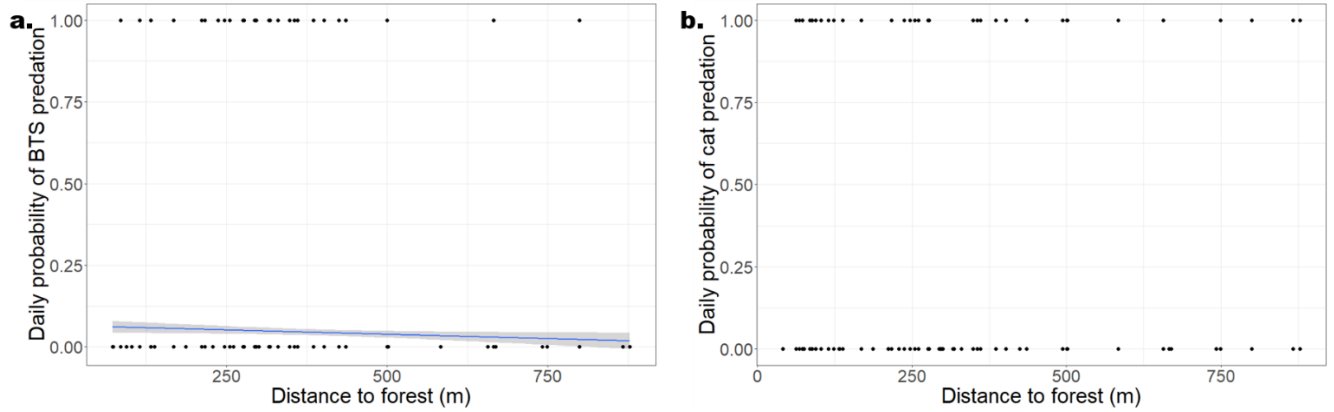 a.
Daily probability of BTS predation
1.00
0.75
0.50
0.25
0.00
250
500
750
Distance to forest (m)
b.
Daily probability of cat predation
1.00
0.75
0.50
0.25
0.00
0
250
500
750
Distance to forest (m)